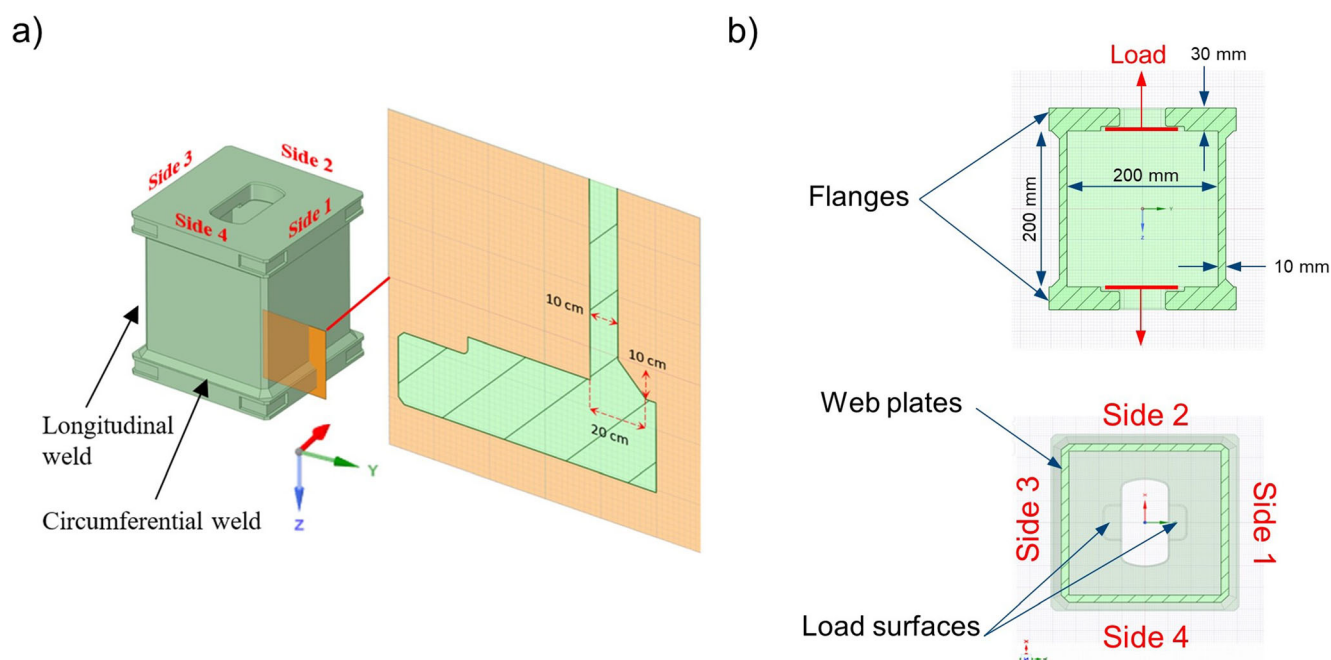 a)
Side 3
Side 2
Side 4
Side 1
Longitudinal
weld
Circumferential weld
Y
Z
10 cm
10 cm
20 cm
b)
Load
30 mm
Flanges
200 mm
200 mm
Y
Z
10 mm
Web plates
Side 2
Side 3
Side 1
x
Load surfaces
Side 4